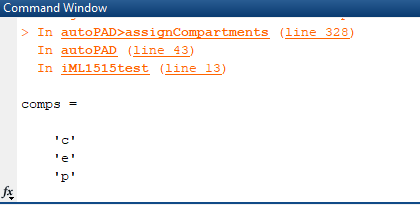 Command Window
> In autoPAD>assignCompartments (line 328)
In autoPAD (line 43)
In iML1515test (line 13)
comps =
'c'
'e'
'p'
fx